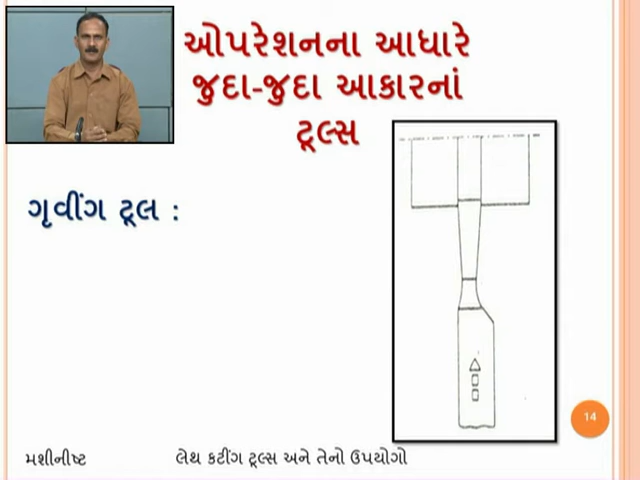 ઓપરેશનના આધારે
જુદા-જુદા આકારનાં
ટૂલ્સ
ગૃવીંગ ટૂલ :
14
મશીનીષ્ટ
લેથ કટીંગ ટૂલ્સ અને તેનો ઉપયોગો